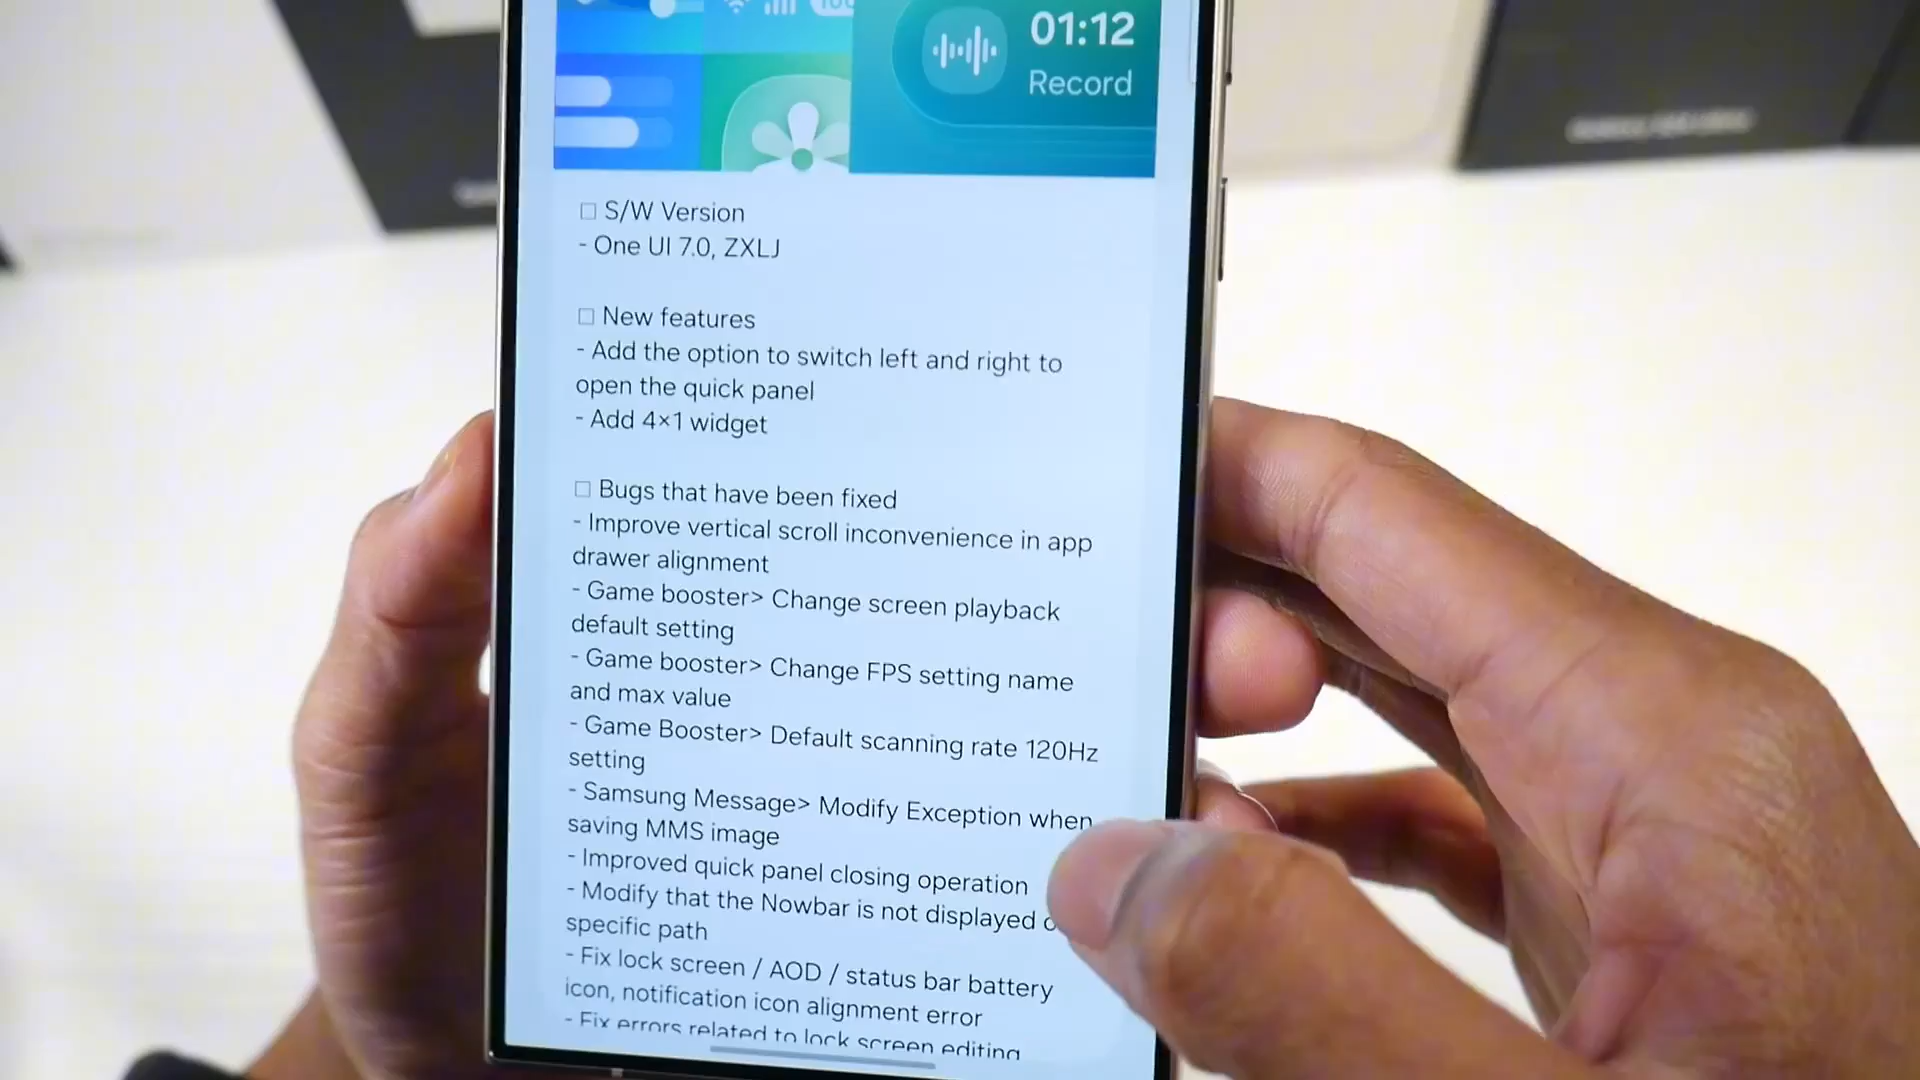 100
01:12
Record
□ S/W Version
- One UI 7.0, ZXLJ
□ New features
- Add the option to switch left and right to
open the quick panel
- Add 4×1 widget
□ Bugs that have been fixed
- Improve vertical scroll inconvenience in app
drawer alignment
- Game booster> Change screen playback
default setting
- Game booster> Change FPS setting name
and max value
- Game Booster> Default scanning rate 120Hz
setting
- Samsung Message> Modify Exception when
saving MMS image
- Improved quick panel closing operation
- Modify that the Nowbar is not displayed
specific path
- Fix lock screen / AOD / status bar battery
icon, notification icon alignment error
- Fix errors related to lock screen editing